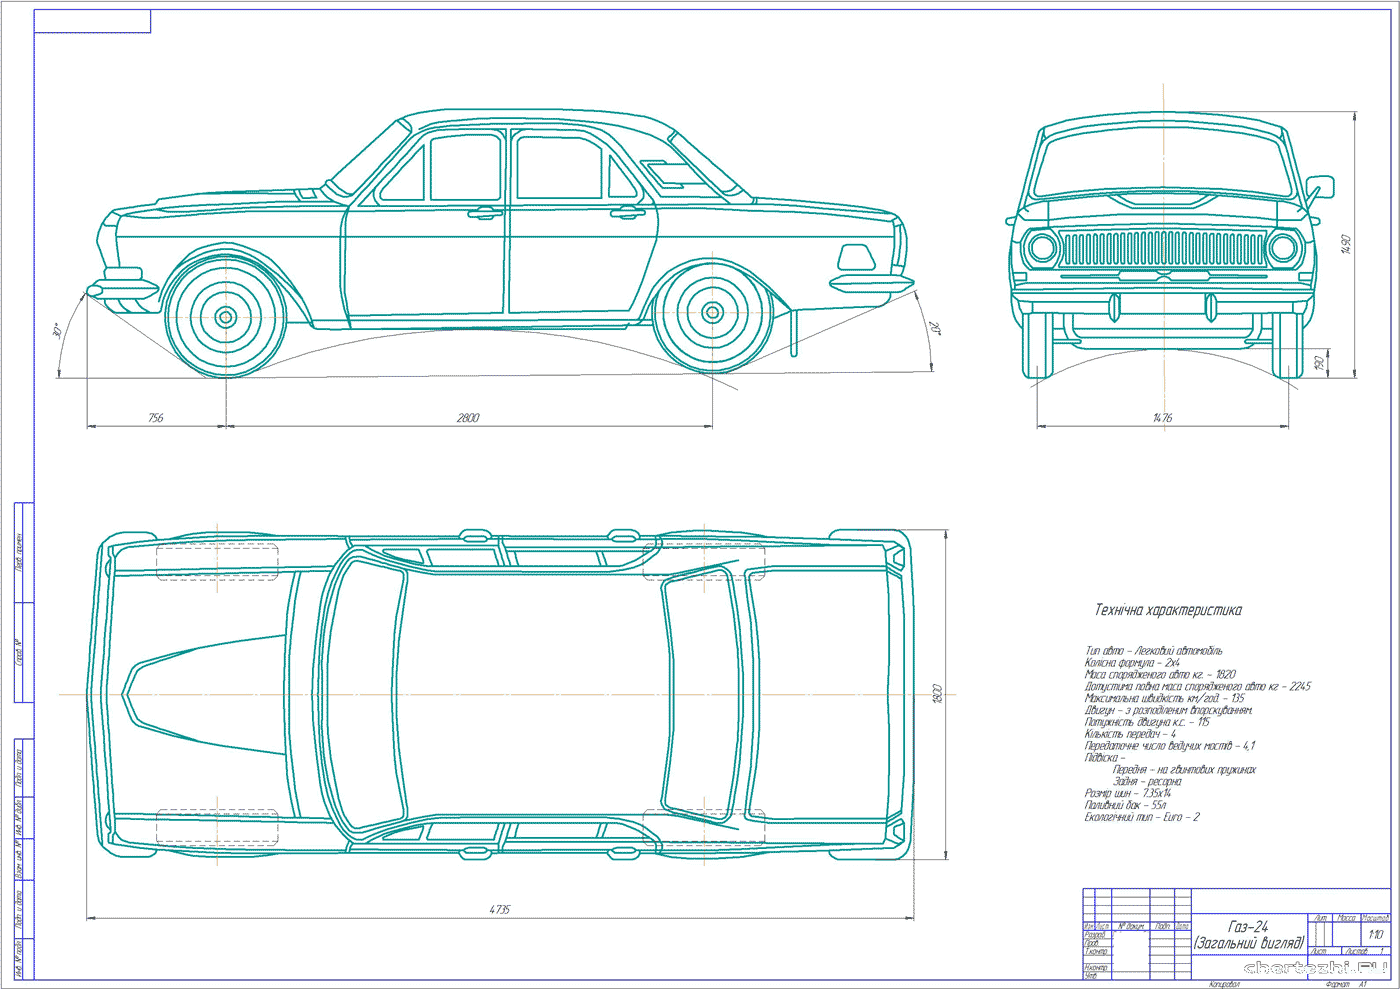 30°
20°
756
2800
1490
190
1476
1800
4735
Технічна характеристика
Тип авто – Легковий автомобіль
Колісна формула – 2х4
Маса спорядженого авто кг. – 1820
Допустима повна маса спорядженого авто кг – 2245
Максимальна швидкість км/год. – 135
Двигун – з розподіленим впорскуванням.
Потужність двигуна к.с. – 115
Кількість передач – 4
Передаточне число ведучих мостів – 4,1
Підвіска –
Передня – на гвинтових пружинах
Задня – ресорна
Розмір шин – 7.35х14
Паливний бак – 55л
Екологічний тип – Euro – 2
Перв. примен.
Справ. №
Подп. и дата
Инв. № дубл.
Взам. инв. №
Подп. и дата
Инв. № подл.
Изм. Лист № докум. Подп. Дата
Разраб.
Пров.
Т.контр.
Н.контр.
Утв.
Газ-24
(Загальний вигляд)
Лит. Масса Масштаб
1:10
Лист Листов 1
chertezhi.ru
Копировал Формат А1